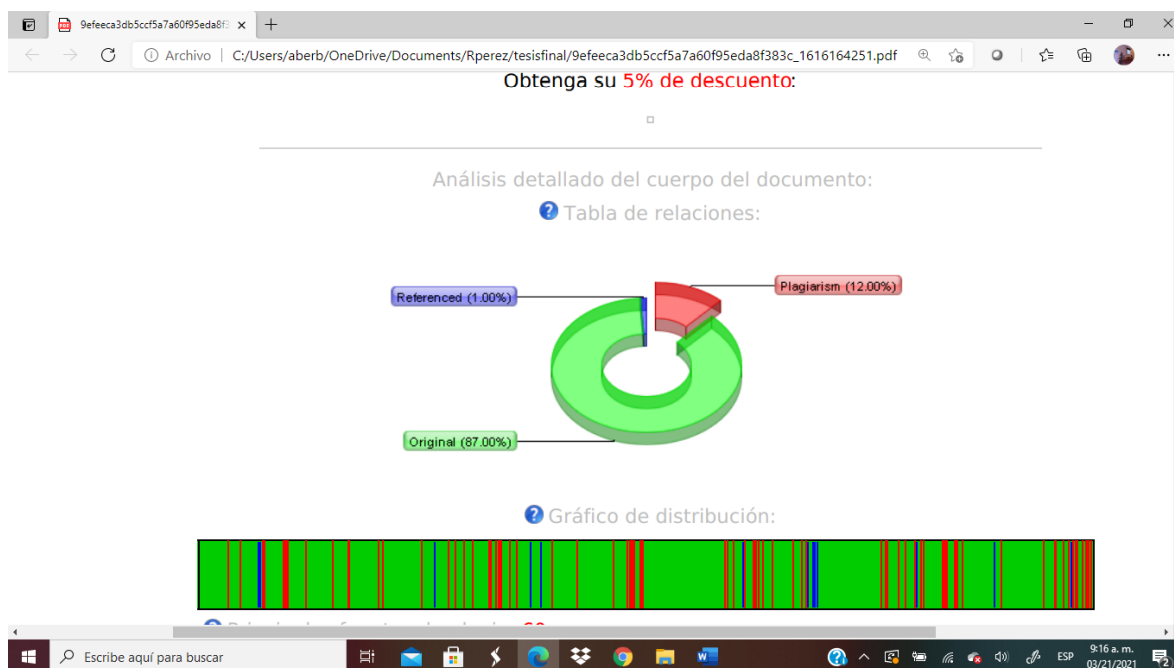 9efeeca3db5ccf5a7a60f95eda8f3
Archivo C:/Users/aberb/OneDrive/Documents/Rperez/tesisfinal/9efeeca3db5ccf5a7a60f95eda8f383c_1616164251.pdf
Obtenga su 5% de descuento:
Análisis detallado del cuerpo del documento:
Tabla de relaciones:
Referenced (1.00%)
Plagiarism (12.00%)
Original (87.00%)
Gráfico de distribución:
Escribe aquí para buscar
ESP
9:16 a. m.
03/21/2021